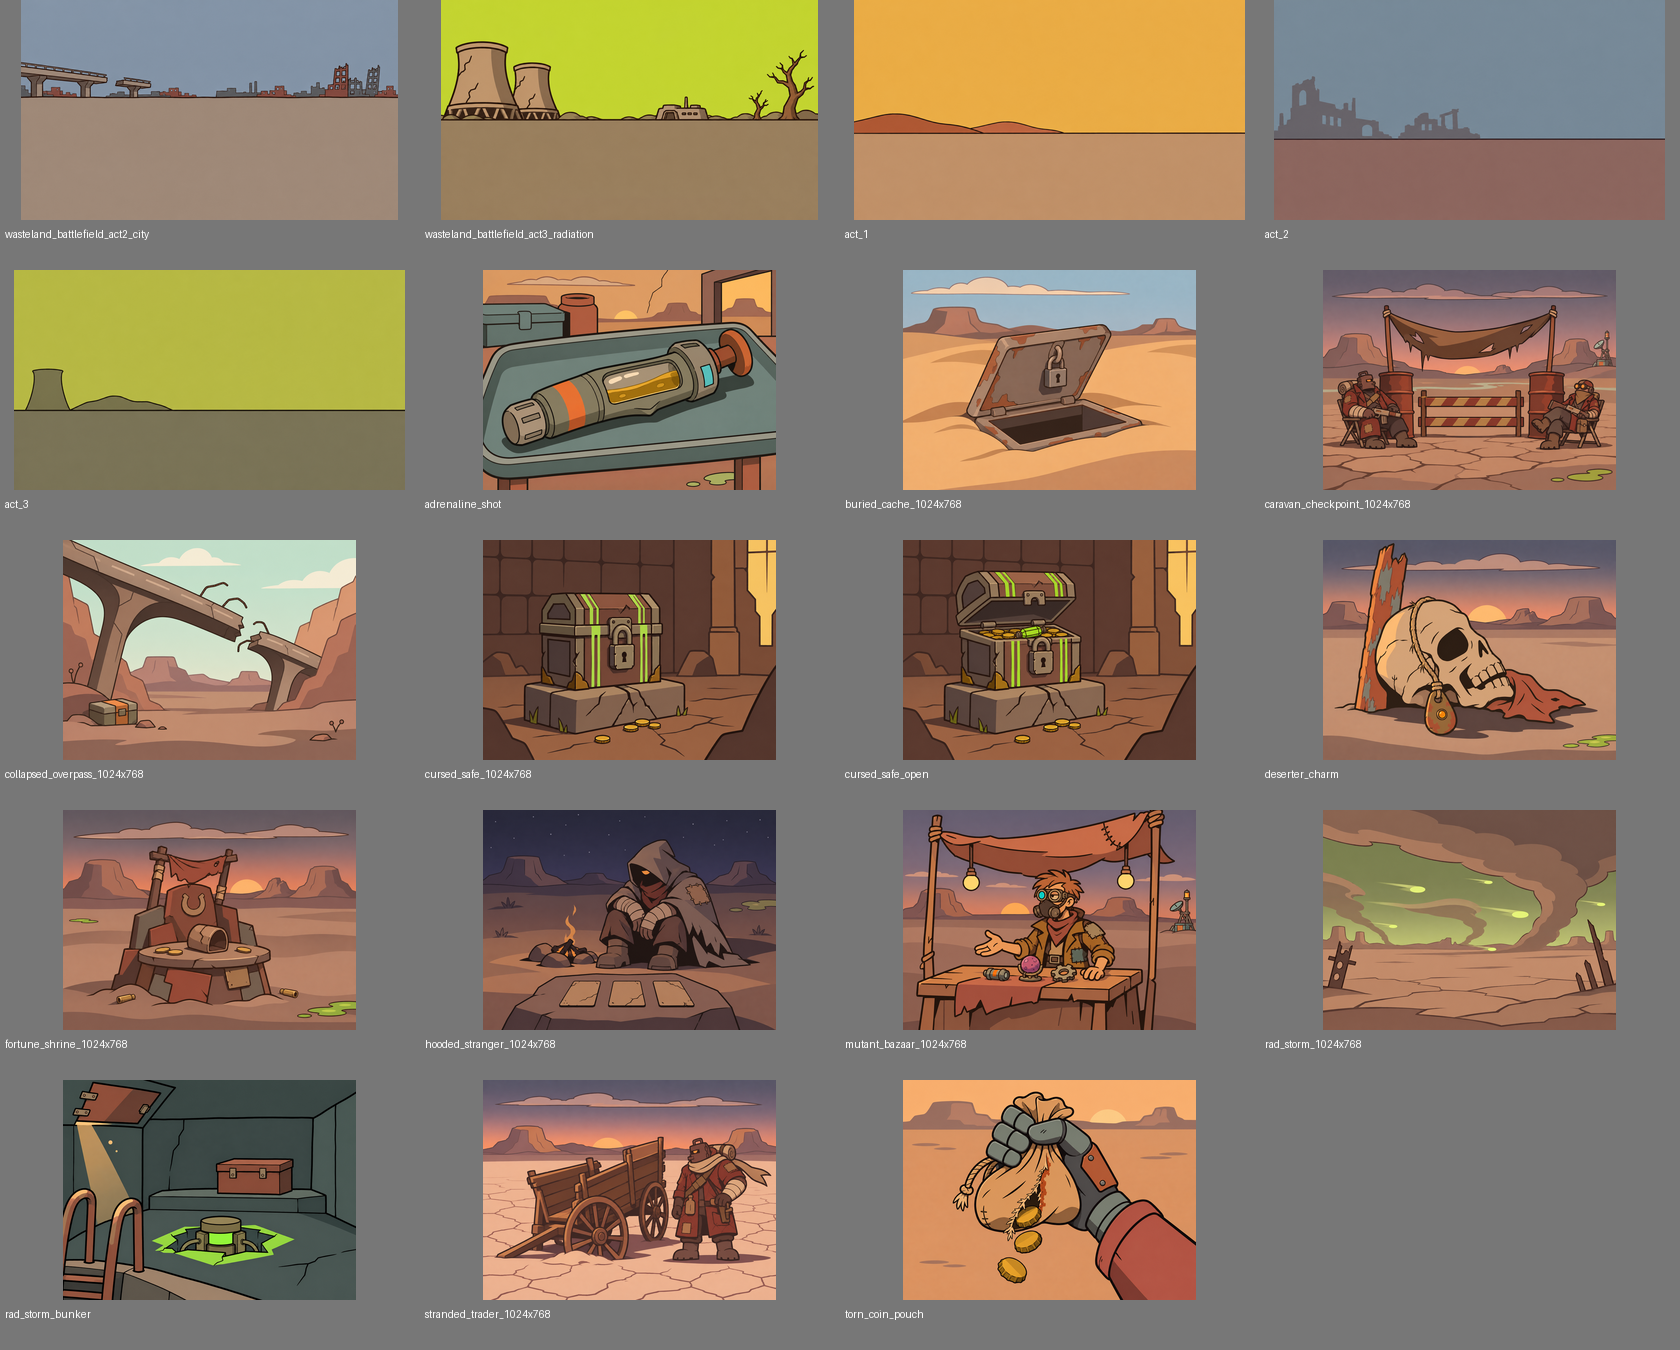 wasteland_battlefield_act2_city
wasteland_battlefield_act3_radiation
act_1
act_2
act_3
adrenaline_shot
buried_cache_1024x768
caravan_checkpoint_1024x768
collapsed_overpass_1024x768
cursed_safe_1024x768
cursed_safe_open
deserter_charm
fortune_shrine_1024x768
hooded_stranger_1024x768
mutant_bazaar_1024x768
rad_storm_1024x768
rad_storm_bunker
stranded_trader_1024x768
torn_coin_pouch